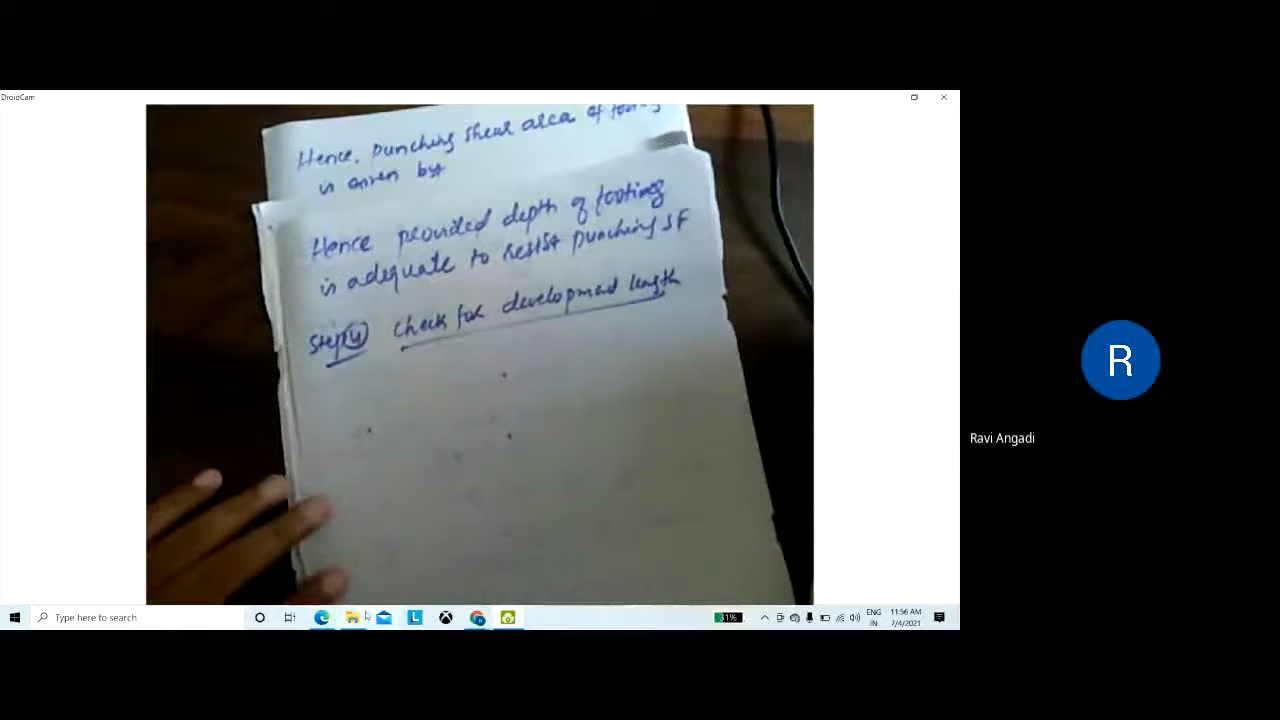 DroidCam
Hence, punching shear area of footing
is given by
Hence provided depth of footing
is adequate to resist punching SF
Step Check for development length
R
Ravi Angadi
Type here to search
31%
ENG
IN
11:56 AM
7/4/2021